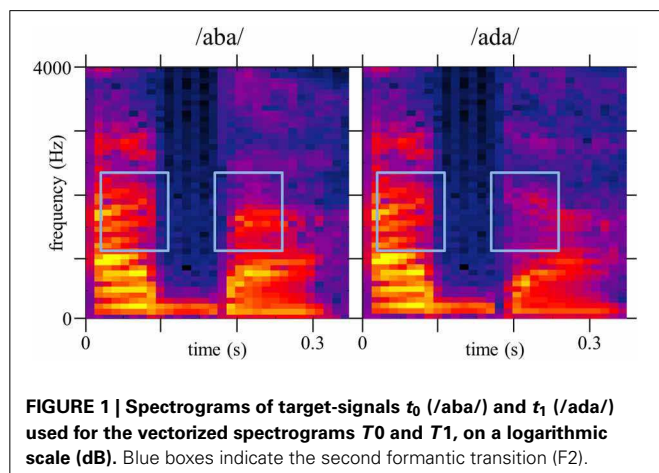 /aba/ /ada/
4000
frequency (Hz)
0
0 time (s) 0.3 0 time (s) 0.3
FIGURE 1 | Spectrograms of target-signals t0 (/aba/) and t1 (/ada/)
used for the vectorized spectrograms T0 and T1, on a logarithmic
scale (dB). Blue boxes indicate the second formantic transition (F2).